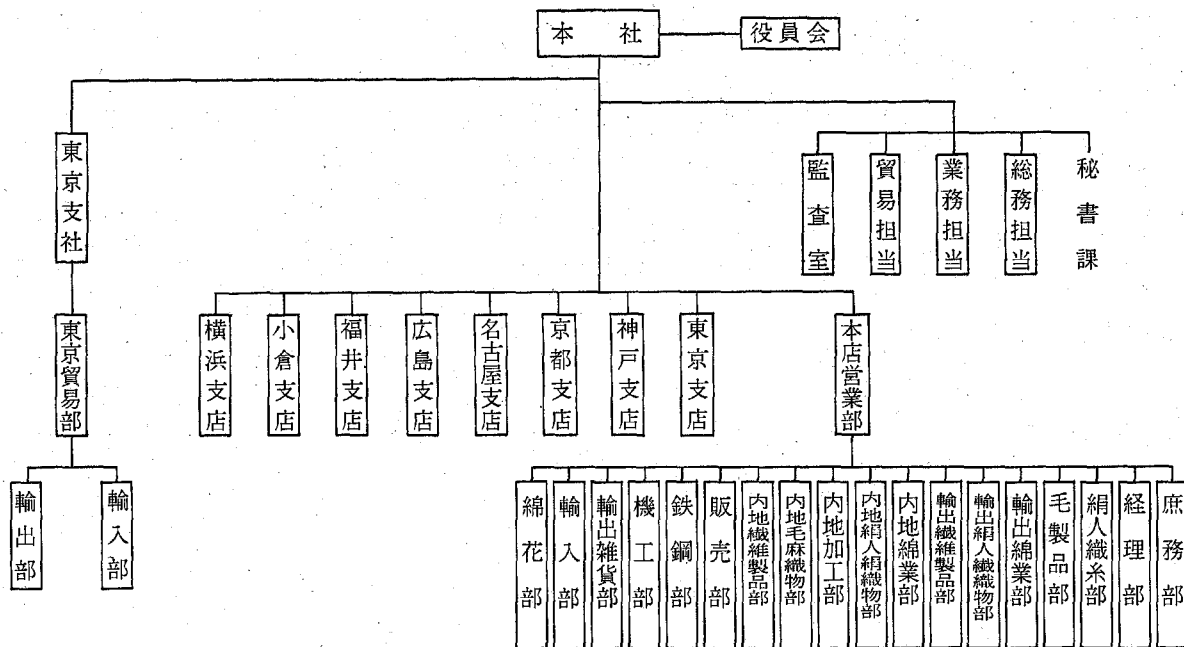 本社
役員会
東京支社
監査室
貿易担当
業務担当
総務担当
秘書課
東京貿易部
横浜支店
小倉支店
福井支店
広島支店
名古屋支店
京都支店
神戸支店
東京支店
本店営業部
輸出部
輸入部
綿花部
輸入部
輸出雑貨部
機工部
鉄鋼部
販売部
内地繊維製品部
内地毛麻織物部
内地加工部
内地絹人絹織物部
内地綿業部
輸出繊維製品部
輸出絹人繊織物部
輸出綿業部
毛製品部
絹人織糸部
経理部
庶務部